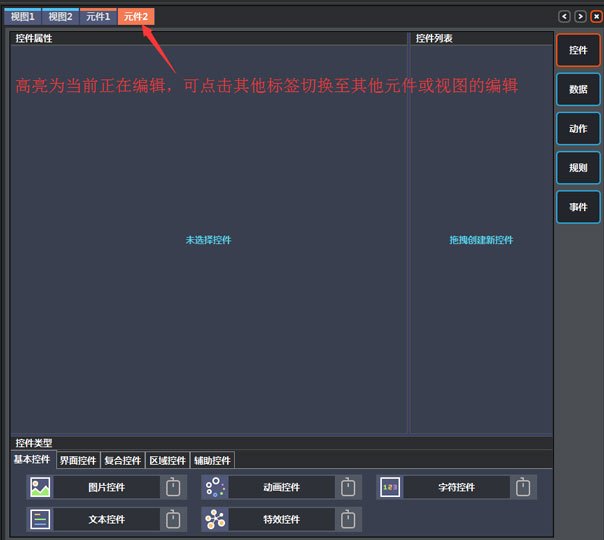 视图1 视图2 元件1 元件2
控件属性 控件列表
控件
高亮为当前正在编辑，可点击其他标签切换至其他元件或视图的编辑
数据
动作
规则
事件
未选择控件 拖拽创建新控件
控件类型
基本控件 界面控件 复合控件 区域控件 辅助控件
图片控件 动画控件 123 字符控件
文本控件 特效控件